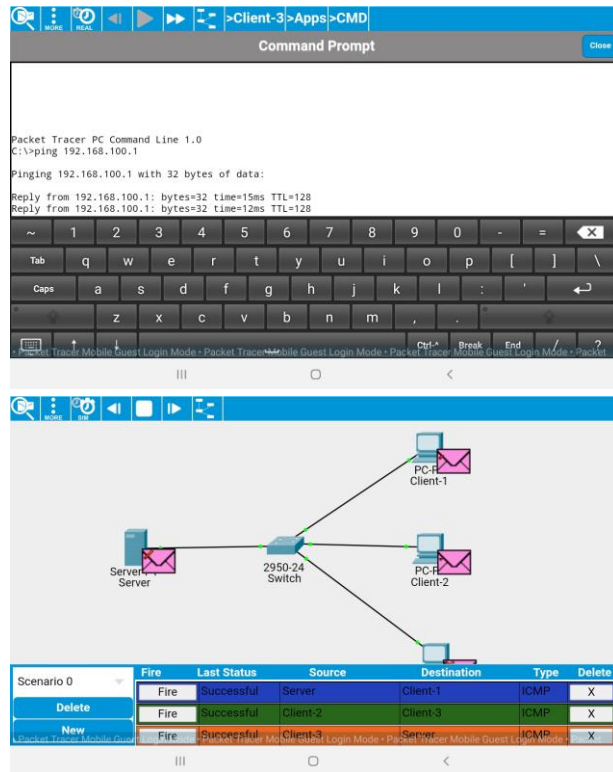 MORE REAL >Client-3 >Apps >CMD
Command Prompt
Close
Packet Tracer PC Command Line 1.0
C:\>ping 192.168.100.1
Pinging 192.168.100.1 with 32 bytes of data:
Reply from 192.168.100.1: bytes=32 time=15ms TTL=128
Reply from 192.168.100.1: bytes=32 time=12ms TTL=128
~ 1 2 3 4 5 6 7 8 9 0 - =
Tab q w e r t y u i o p [ ] \
Caps a s d f g h j k l : '
z x c v b n m , .
Ctrl-^ Break End / ?
• Packet Tracer Mobile Guest Login Mode • Packet Tracer Mobile Guest Login Mode • Packet Tracer Mobile Guest Login Mode • Packet
MORE SIM
PC-P
Client-1
Server
Server
2950-24
Switch
PC-P
Client-2
Scenario 0
Delete
New
Fire Last Status Source Destination Type Delete
Fire Successful Server Client-1 ICMP X
Fire Successful Client-2 Client-3 ICMP X
Fire Successful Client-3 Server ICMP X